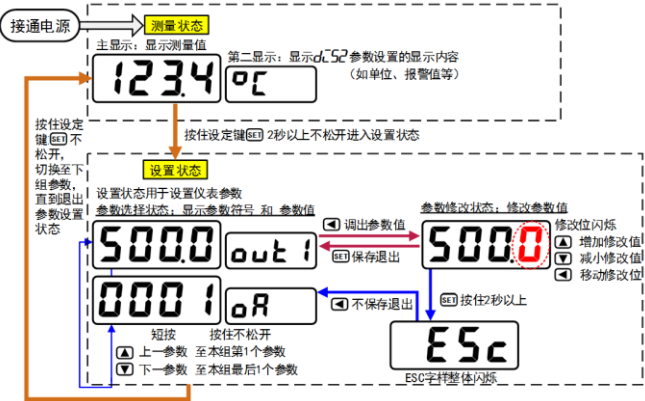 接通电源
测量状态
主显示：显示测量值
123.4
第二显示：显示dCS2参数设置的显示内容
（如单位、报警值等）
℃
按住设定键SET不松开，切换至下组参数，直到退出参数设置状态
按住设定键SET 2秒以上不松开进入设置状态
设置状态
设置状态用于设置仪表参数
参数选择状态：显示参数符号 和 参数值
参数修改状态：修改参数值
500.0
out1
调出参数值
SET 保存退出
500.0
修改位闪烁
增加修改值
减小修改值
移动修改位
0001
oA
不保存退出
SET 按住2秒以上
ESc
ESC字样整体闪烁
短按 按住不松开
上一参数 至本组第1个参数
下一参数 至本组最后1个参数